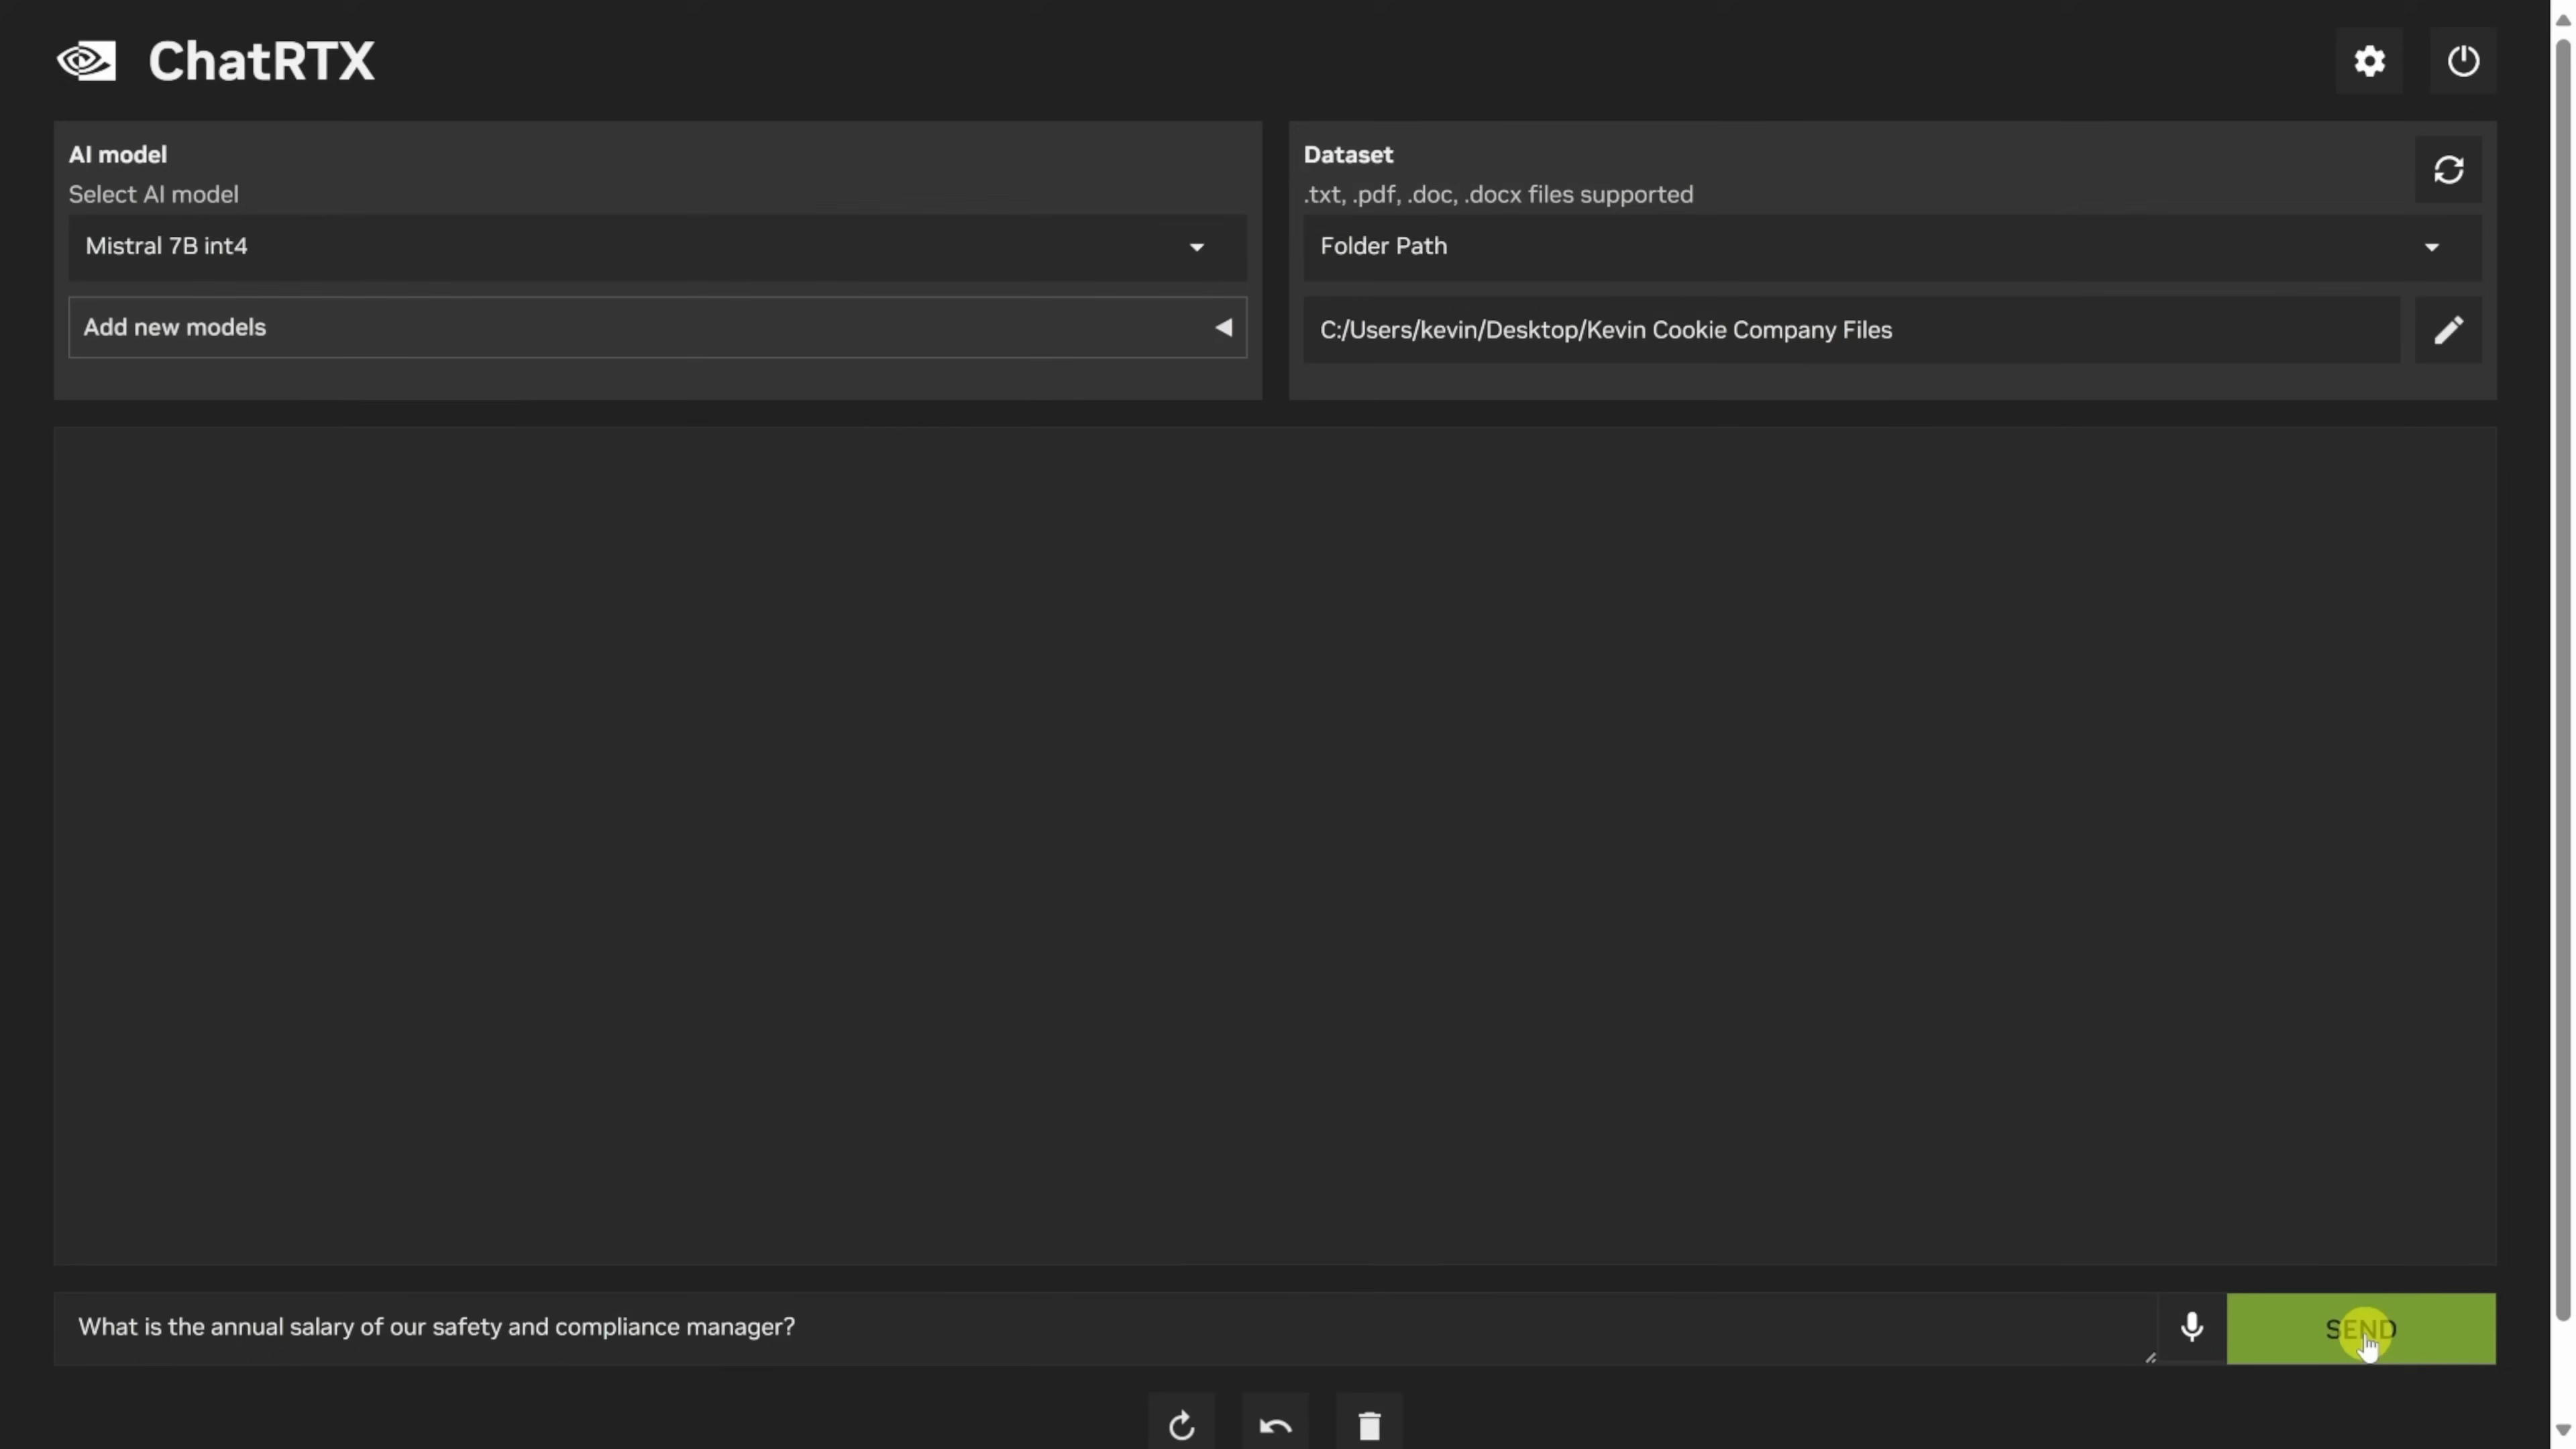 ChatRTX
AI model
Select AI model
Mistral 7B int4
Add new models
Dataset
.txt, .pdf, .doc, .docx files supported
Folder Path
C:/Users/kevin/Desktop/Kevin Cookie Company Files
What is the annual salary of our safety and compliance manager?
SEND